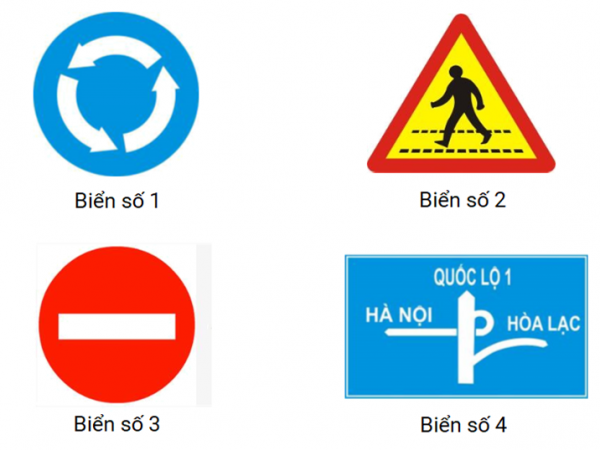 Biển số 1
Biển số 2
QUỐC LỘ 1
HÀ NỘI
HÒA LẠC
Biển số 3
Biển số 4